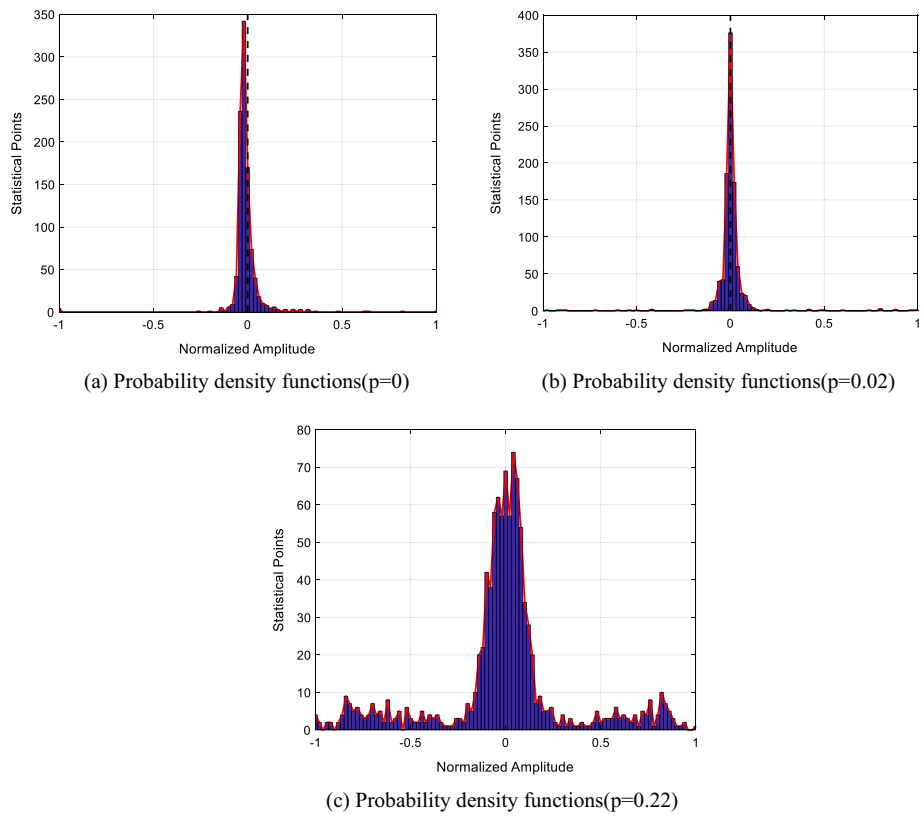 350
300
250
200
150
100
50
0
Statistical Points
-1 -0.5 0 0.5 1
Normalized Amplitude
(a) Probability density functions(p=0)
400
350
300
250
200
150
100
50
0
Statistical Points
-1 -0.5 0 0.5 1
Normalized Amplitude
(b) Probability density functions(p=0.02)
80
70
60
50
40
30
20
10
0
Statistical Points
-1 -0.5 0 0.5 1
Normalized Amplitude
(c) Probability density functions(p=0.22)